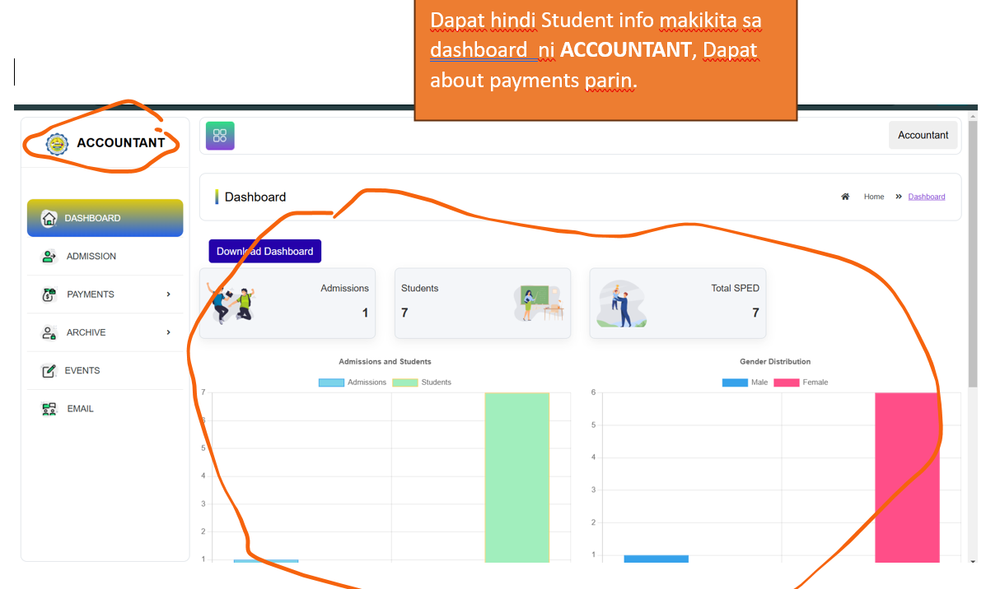 Dapat hindi Student info makikita sa
dashboard ni ACCOUNTANT, Dapat
about payments parin.
ACCOUNTANT
Accountant
Dashboard
Home
Dashboard
DASHBOARD
ADMISSION
PAYMENTS
ARCHIVE
EVENTS
EMAIL
Download Dashboard
Admissions
1
Students
7
Total SPED
7
Admissions and Students
Admissions Students
7
6
5
4
3
2
1
Gender Distribution
Male Female
6
5
4
3
2
1